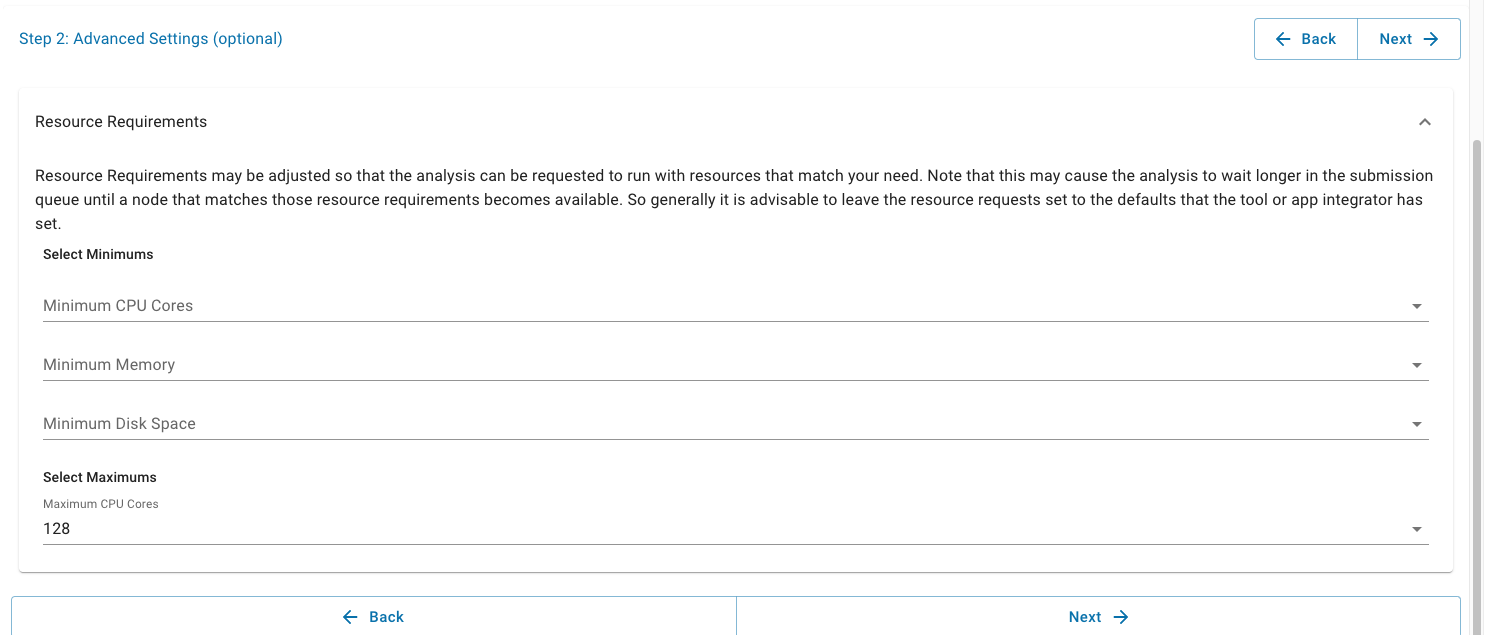 Step 2: Advanced Settings (optional)
Back
Next
Resource Requirements
Resource Requirements may be adjusted so that the analysis can be requested to run with resources that match your need. Note that this may cause the analysis to wait longer in the submission
queue until a node that matches those resource requirements becomes available. So generally it is advisable to leave the resource requests set to the defaults that the tool or app integrator has
set.
Select Minimums
Minimum CPU Cores
Minimum Memory
Minimum Disk Space
Select Maximums
Maximum CPU Cores
128
Back
Next